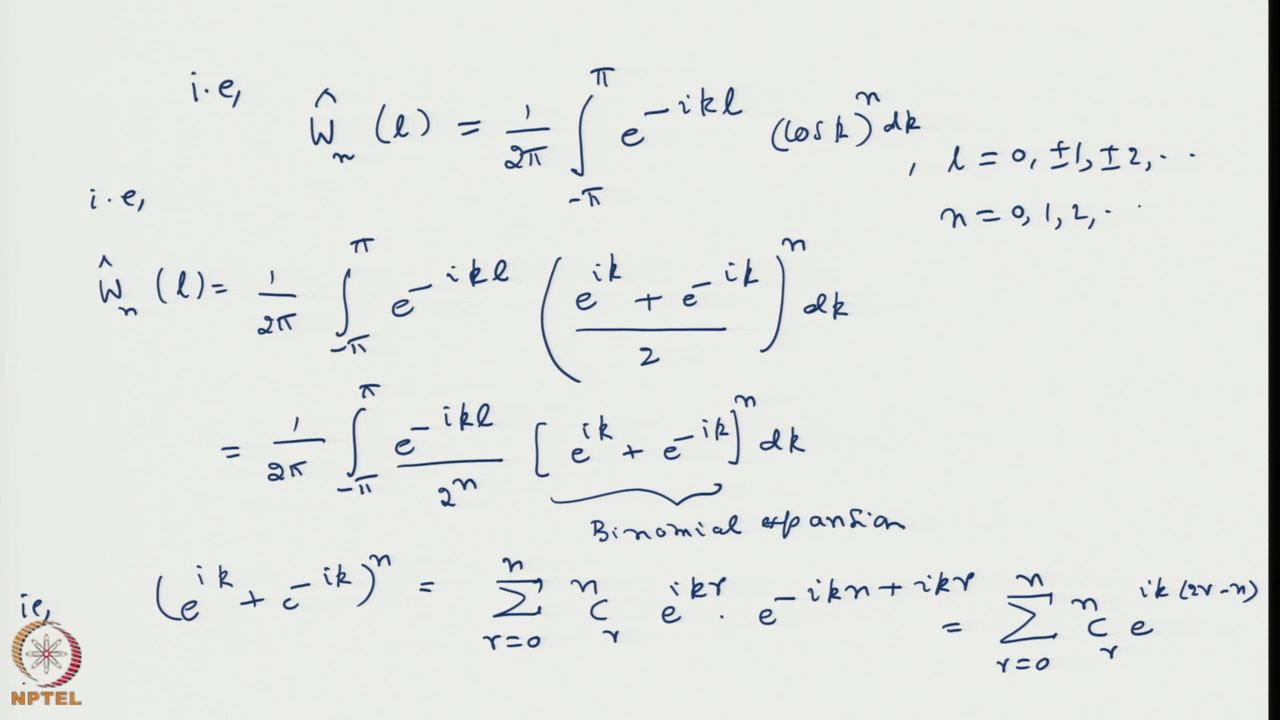 i.e, Ŵₙ (l) = 1/2π ∫_{-π}^{π} e^{-ikl} (cos k)^n dk , l = 0, ±1, ±2, ..
n = 0, 1, 2, ..
i.e,
Ŵₙ (l) = 1/2π ∫_{-π}^{π} e^{-ikl} ( (e^{ik} + e^{-ik}) / 2 )^n dk
= 1/2π ∫_{-π}^{π} e^{-ikl} / 2^n [ e^{ik} + e^{-ik} ]^n dk
Binomial expansion
ie, (e^{ik} + e^{-ik})^n = Σ_{r=0}^{n} ⁿC_r e^{ikr} . e^{-ikn + ikr} = Σ_{r=0}^{n} ⁿC_r e^{ik(2r-n)}
NPTEL